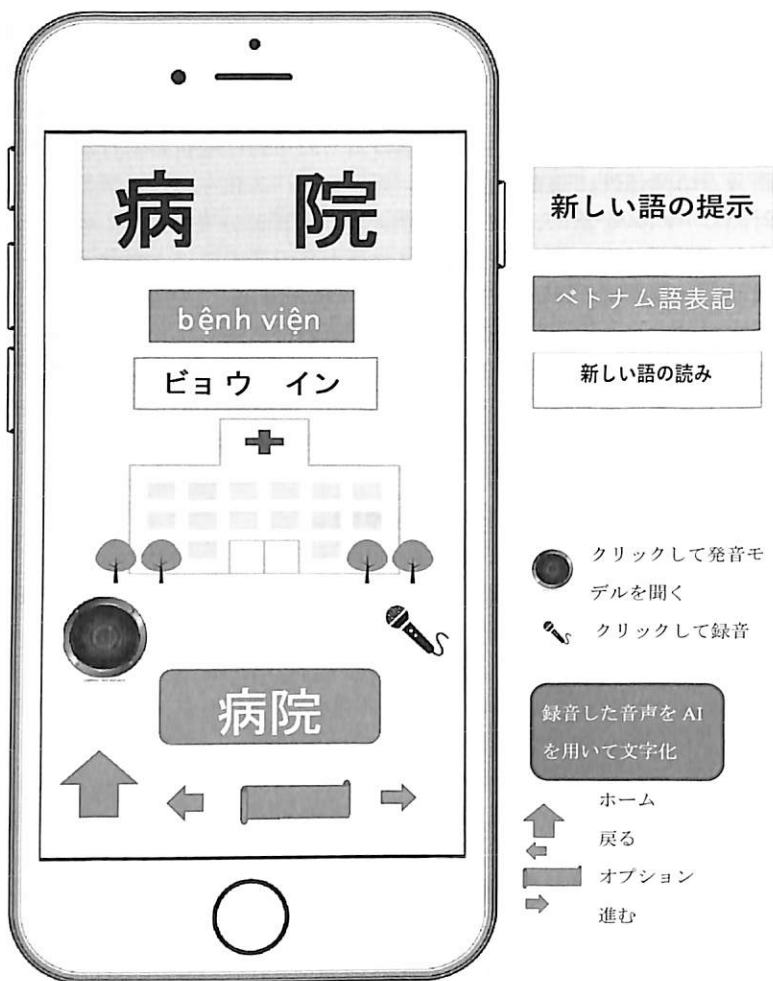 病 院
bệnh viện
ビョウ イン
病院
新しい語の提示
ベトナム語表記
新しい語の読み
クリックして発音モ
デルを聞く
クリックして録音
録音した音声を AI
を用いて文字化
ホーム
戻る
オプション
進む